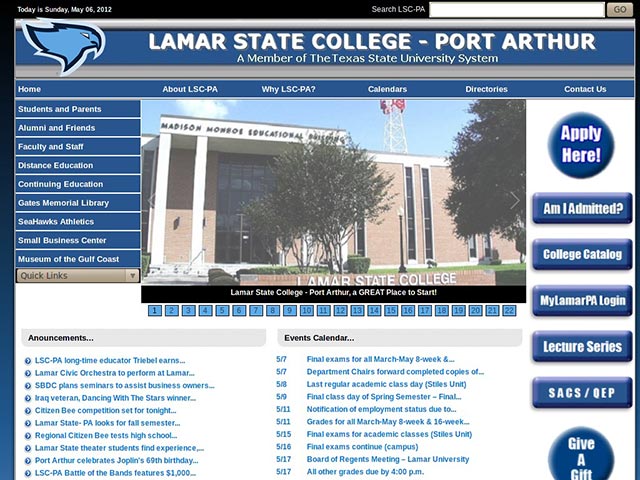 Today is Sunday, May 06, 2012
Search LSC-PA
GO
LAMAR STATE COLLEGE - PORT ARTHUR
A Member of The Texas State University System
Home
About LSC-PA
Why LSC-PA?
Calendars
Directories
Contact Us
Students and Parents
Alumni and Friends
Faculty and Staff
Distance Education
Continuing Education
Gates Memorial Library
SeaHawks Athletics
Small Business Center
Museum of the Gulf Coast
Quick Links
MADISON MONROE EDUCATIONAL BUILDING
LAMAR STATE COLLEGE
Lamar State College - Port Arthur, a GREAT Place to Start!
1 2 3 4 5 6 7 8 9 10 11 12 13 14 15 16 17 18 19 20 21 22
Apply
Here!
Am I Admitted?
College Catalog
MyLamarPA Login
Lecture Series
SACS / QEP
Give
A
Gift
Anouncements...
LSC-PA long-time educator Triebel earns...
Lamar Civic Orchestra to perform at Lamar...
SBDC plans seminars to assist business owners...
Iraq veteran, Dancing With The Stars winner...
Citizen Bee competition set for tonight...
Lamar State- PA looks for fall semester...
Regional Citizen Bee tests high school...
Lamar State theater students find experience,...
Port Arthur celebrates Joplin's 69th birthday...
LSC-PA Battle of the Bands features $1,000...
Events Calendar...
5/7 Final exams for all March-May 8-week &...
5/7 Department Chairs forward completed copies of...
5/8 Last regular academic class day (Stiles Unit)
5/9 Final class day of Spring Semester – Final...
5/11 Notification of employment status due to...
5/11 Grades for all March-May 8-week & 16-week...
5/15 Final exams for academic classes (Stiles Unit)
5/16 Final exams continue (campus)
5/17 Board of Regents Meeting – Lamar University
5/17 All other grades due by 4:00 p.m.